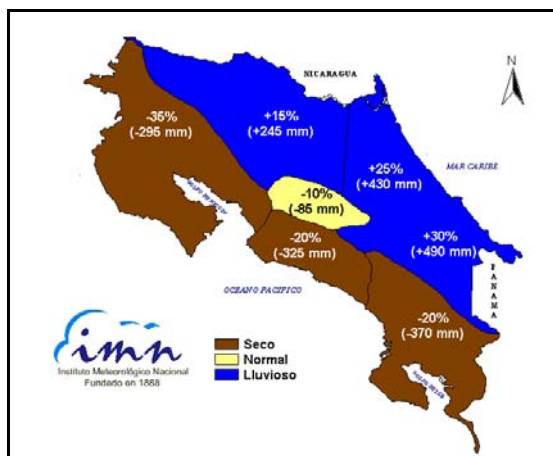 NICARAGUA
N
-35%
(-295 mm)
+15%
(+245 mm)
+25%
(+430 mm)
MAR CARIBE
-10%
(-85 mm)
-20%
(-325 mm)
+30%
(+490 mm)
PANAMA
OCEANO PACIFICO
-20%
(-370 mm)
imn
Instituto Meteorológico Nacional
Fundado en 1888
Seco
Normal
Lluvioso